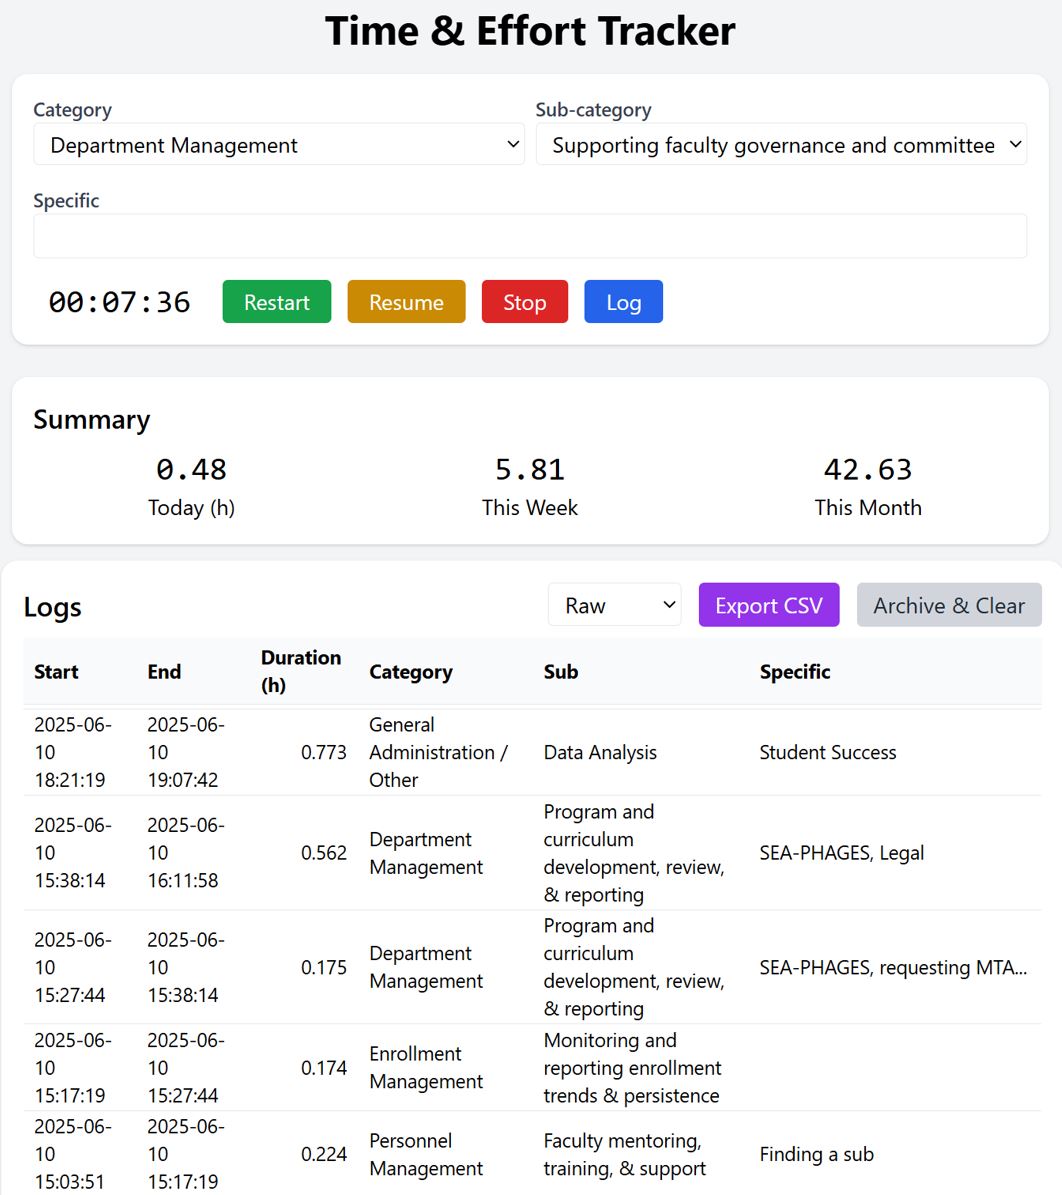 Time & Effort Tracker
Category
Sub-category
Department Management
Supporting faculty governance and committee
Specific
00:07:36
Restart
Resume
Stop
Log
Summary
0.48
5.81
42.63
Today (h)
This Week
This Month
Logs
Raw
Export CSV
Archive & Clear
Start
End
Duration
(h)
Category
Sub
Specific
2025-06-
10
18:21:19
2025-06-
10
19:07:42
0.773
General
Administration /
Other
Data Analysis
Student Success
2025-06-
10
15:38:14
2025-06-
10
16:11:58
0.562
Department
Management
Program and
curriculum
development, review,
& reporting
SEA-PHAGES, Legal
2025-06-
10
15:27:44
2025-06-
10
15:38:14
0.175
Department
Management
Program and
curriculum
development, review,
& reporting
SEA-PHAGES, requesting MTA...
2025-06-
10
15:17:19
2025-06-
10
15:27:44
0.174
Enrollment
Management
Monitoring and
reporting enrollment
trends & persistence
2025-06-
10
15:03:51
2025-06-
10
15:17:19
0.224
Personnel
Management
Faculty mentoring,
training, & support
Finding a sub